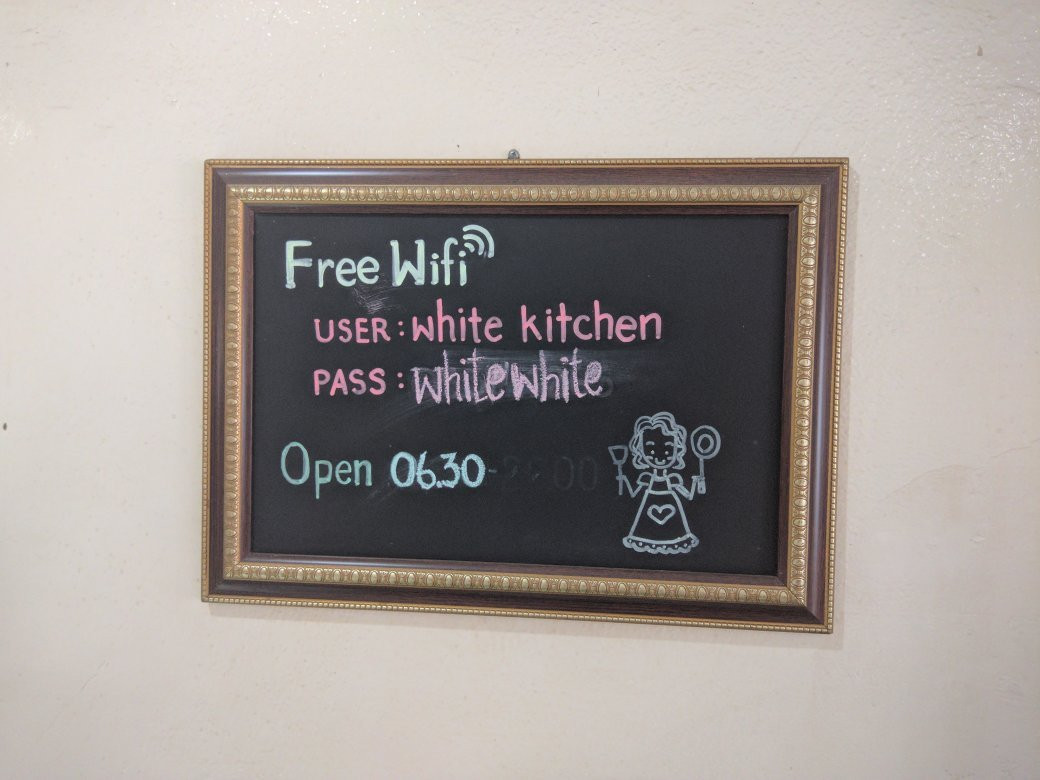 Free Wifi
USER: white kitchen
PASS: whitewhite
Open 06.30